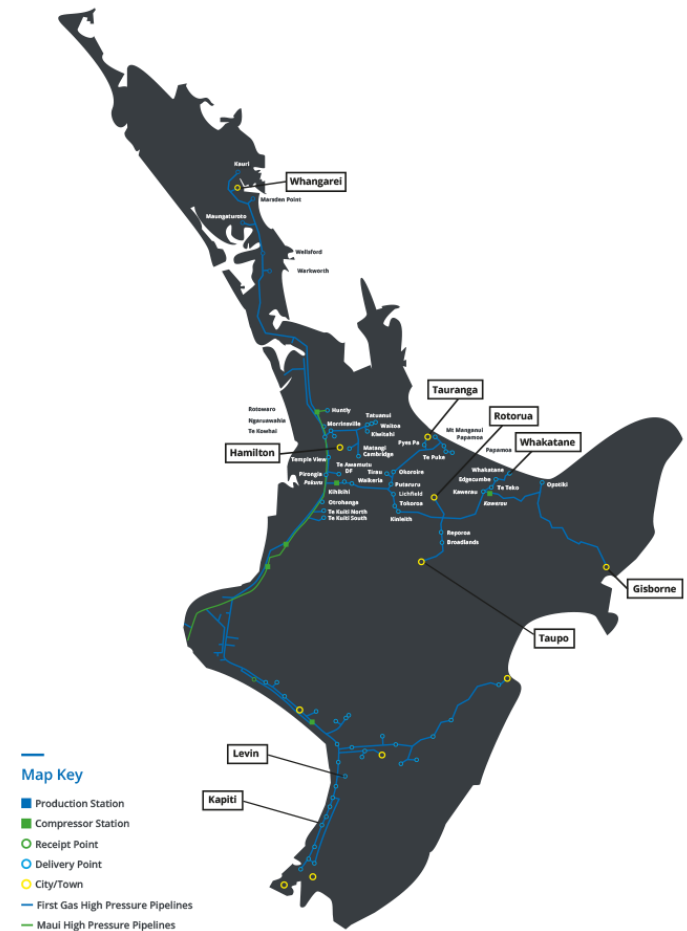 Kauri
Whangarei
Marsden Point
Maungaturoto
Wellsford
Warkworth
Tauranga
Rotorua
Whakatane
Rotowaro
Huntly
Ngaruawahia
Te Kowhai
Morrinsville
Tatuanui
Waitoa
Kiwitahi
Mt Manganui
Papamoa
Pyes Pa
Te Puke
Papamoa
Hamilton
Matangi
Cambridge
Temple View
Te Awamutu
DF
Pirongia
Pokuru
Waikeria
Tirau
Okoroire
Putaruru
Lichfield
Tokoroa
Kinleith
Kihikihi
Otrohanga
Te Kuiti North
Te Kuiti South
Whakatane
Edgecumbe
Te Teko
Kawerau
Kawerau
Opotiki
Reporoa
Broadlands
Gisborne
Taupo
Levin
Kapiti
Map Key
Production Station
Compressor Station
Receipt Point
Delivery Point
City/Town
First Gas High Pressure Pipelines
Maui High Pressure Pipelines